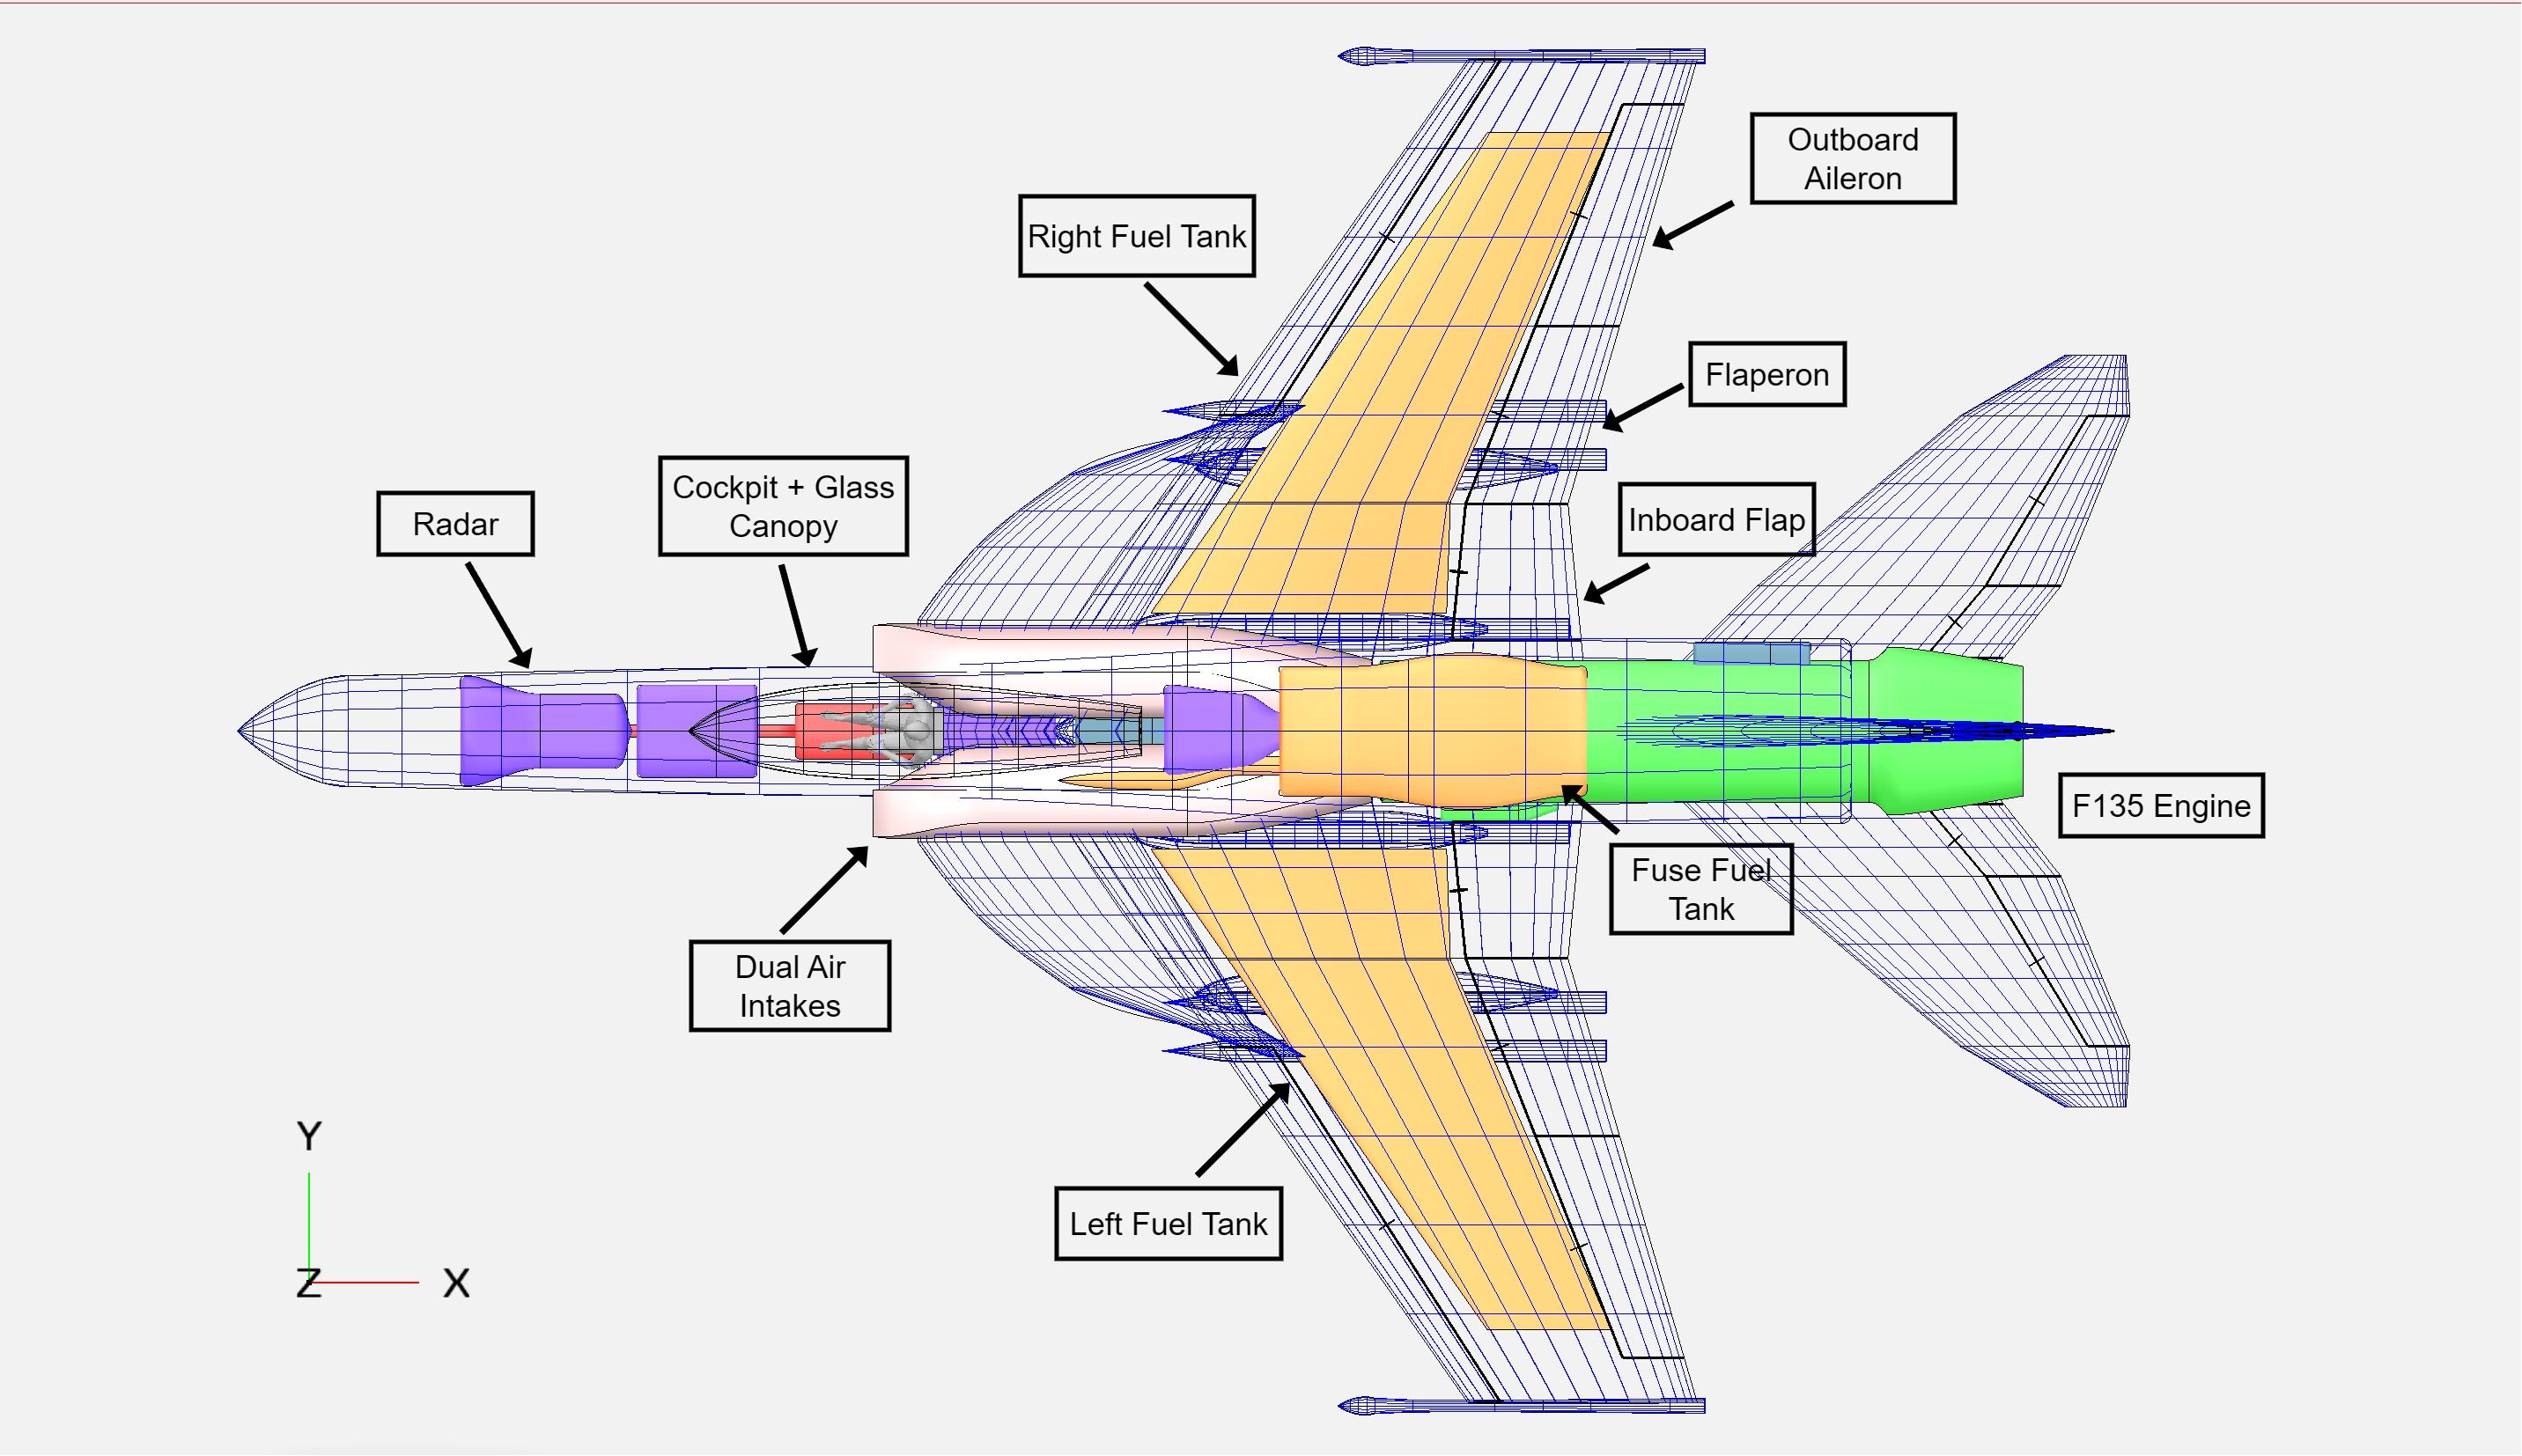 Outboard
Aileron
Right Fuel Tank
Flaperon
Cockpit + Glass
Canopy
Radar
Inboard Flap
F135 Engine
Fuse Fuel
Tank
Dual Air
Intakes
Left Fuel Tank
Y
Z
X